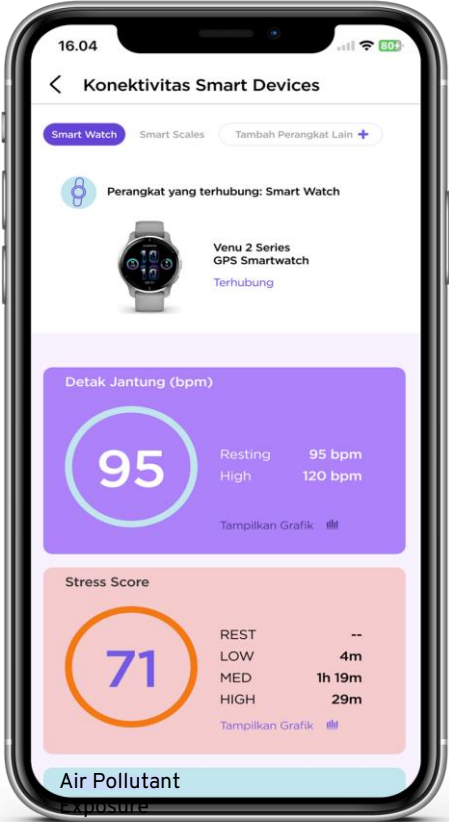 16.04
80
Konektivitas Smart Devices
Smart Watch
Smart Scales
Tambah Perangkat Lain +
Perangkat yang terhubung: Smart Watch
Venu 2 Series
GPS Smartwatch
Terhubung
Detak Jantung (bpm)
95
Resting 95 bpm
High 120 bpm
Tampilkan Grafik
Stress Score
71
REST --
LOW 4m
MED 1h 19m
HIGH 29m
Tampilkan Grafik
Air Pollutant
Exposure